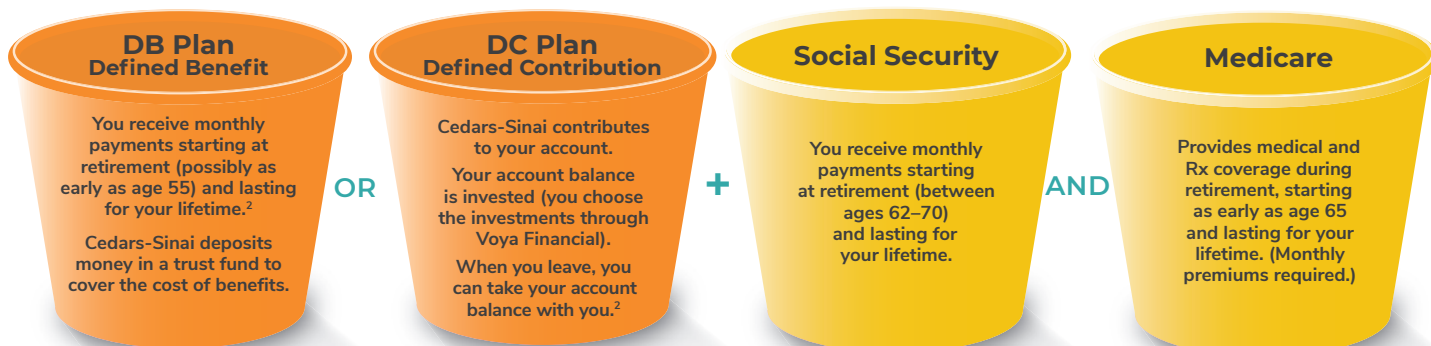 DB Plan
Defined Benefit
You receive monthly
payments starting at
retirement (possibly as
early as age 55) and lasting
for your lifetime.²
Cedars-Sinai deposits
money in a trust fund to
cover the cost of benefits.
OR
DC Plan
Defined Contribution
Cedars-Sinai contributes
to your account.
Your account balance
is invested (you choose
the investments through
Voya Financial).
When you leave, you
can take your account
balance with you.²
+
Social Security
You receive monthly
payments starting
at retirement (between
ages 62–70)
and lasting for
your lifetime.
AND
Medicare
Provides medical and
Rx coverage during
retirement, starting
as early as age 65
and lasting for your
lifetime. (Monthly
premiums required.)